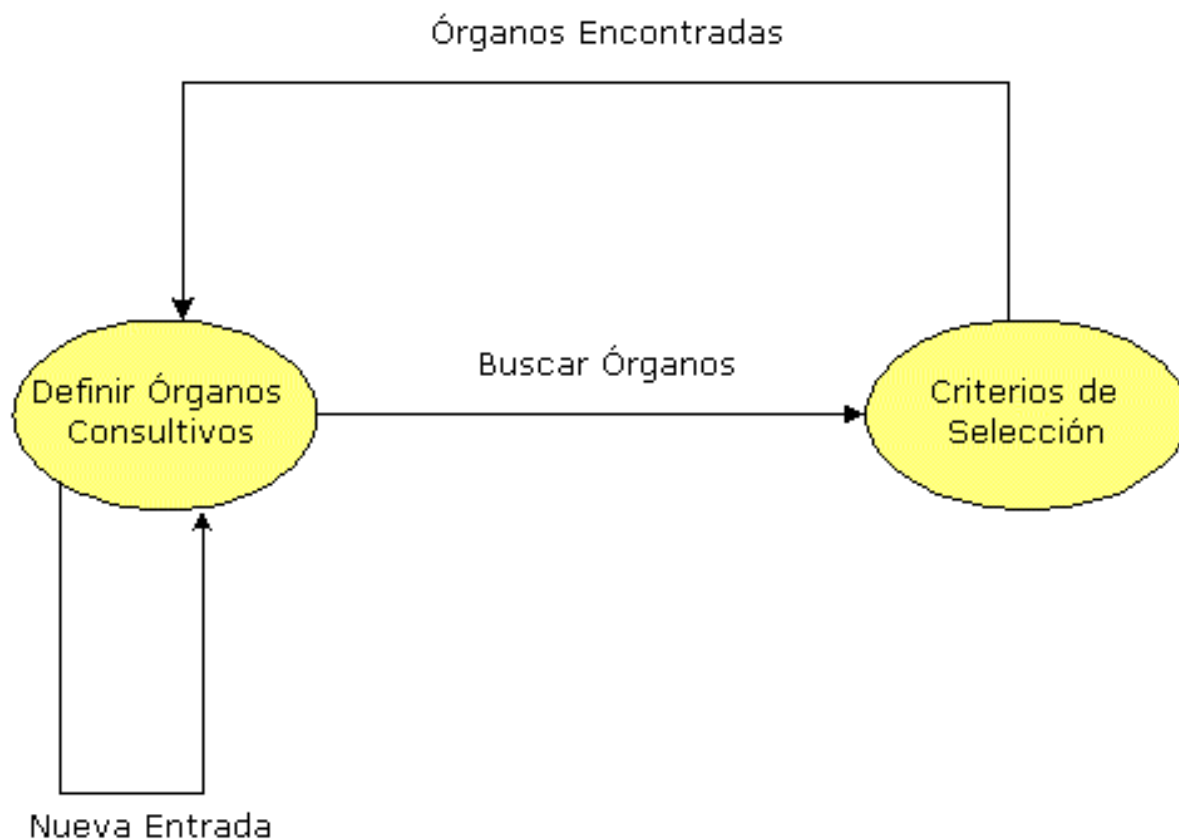 Órganos Encontradas
Buscar Órganos
Definir Órganos
Consultivos
Criterios de
Selección
Nueva Entrada